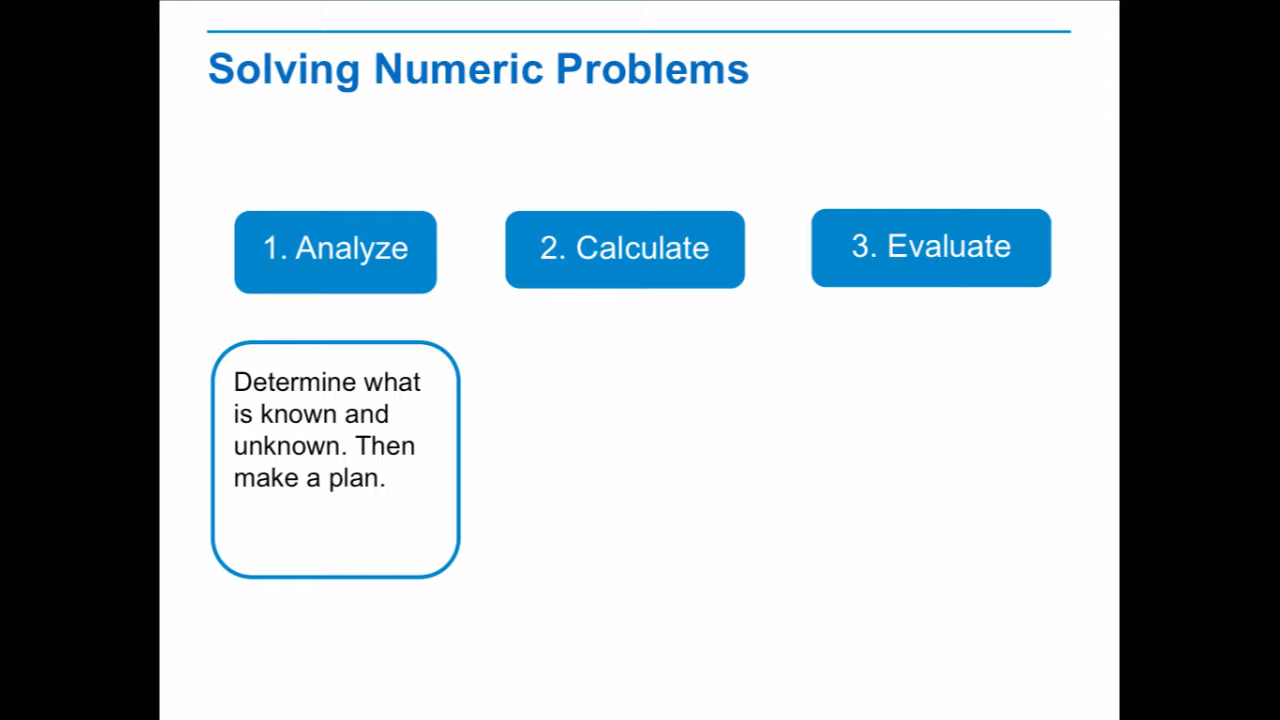 Solving Numeric Problems
1. Analyze
2. Calculate
3. Evaluate
Determine what
is known and
unknown. Then
make a plan.